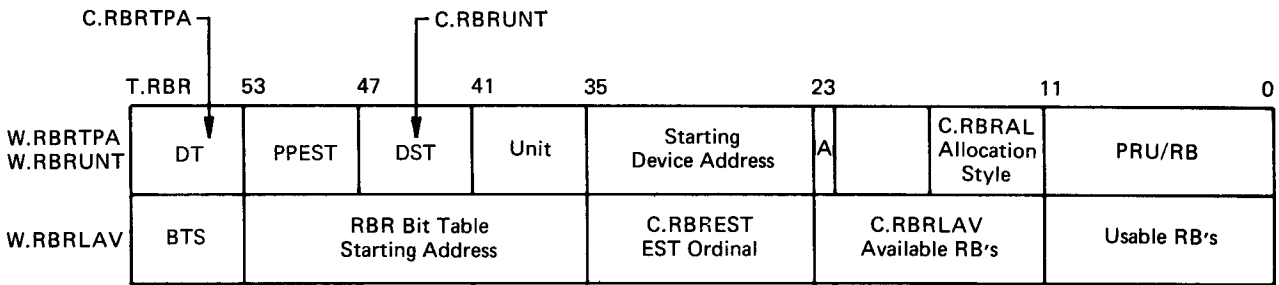 C.RBRTPA C.RBRUNT
T.RBR 53 47 41 35 23 11 0
W.RBRTPA
W.RBRUNT
DT PPEST DST Unit
Starting
Device Address
A
C.RBRAL
Allocation
Style
PRU/RB
W.RBRLAV
BTS
RBR Bit Table
Starting Address
C.RBREST
EST Ordinal
C.RBRLAV
Available RB's
Usable RB's